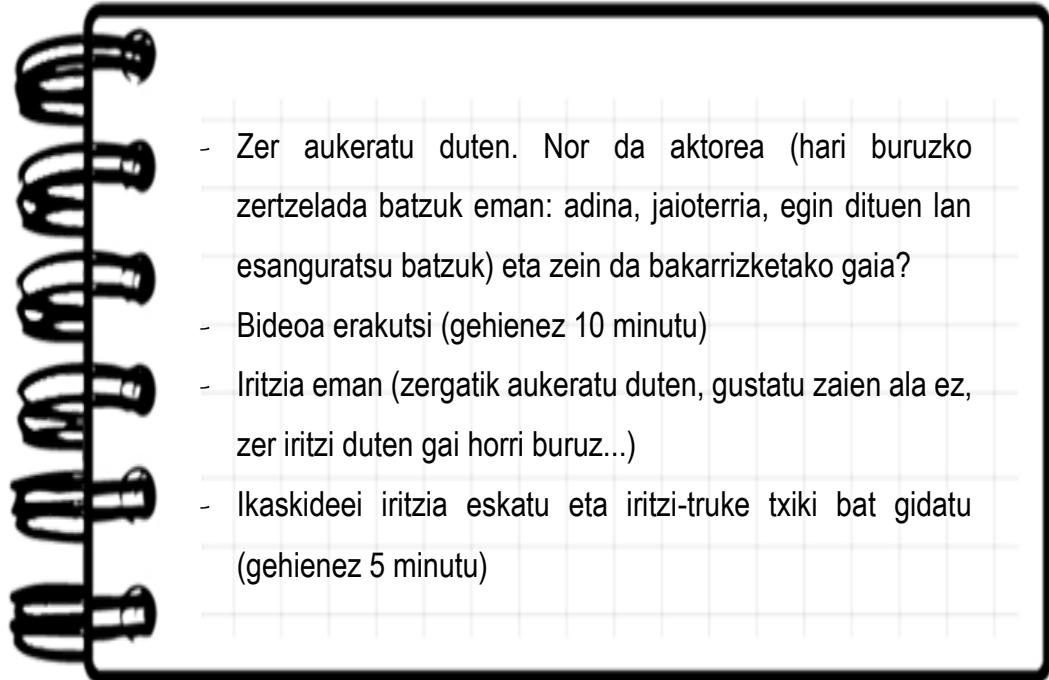 - Zer aukeratu duten. Nor da aktorea (hari buruzko
zertzelada batzuk eman: adina, jaioterria, egin dituen lan
esanguratsu batzuk) eta zein da bakarrizketako gaia?
- Bideoa erakutsi (gehienez 10 minutu)
- Iritzia eman (zergatik aukeratu duten, gustatu zaien ala ez,
zer iritzi duten gai horri buruz...)
- Ikaskideei iritzia eskatu eta iritzi-truke txiki bat gidatu
(gehienez 5 minutu)